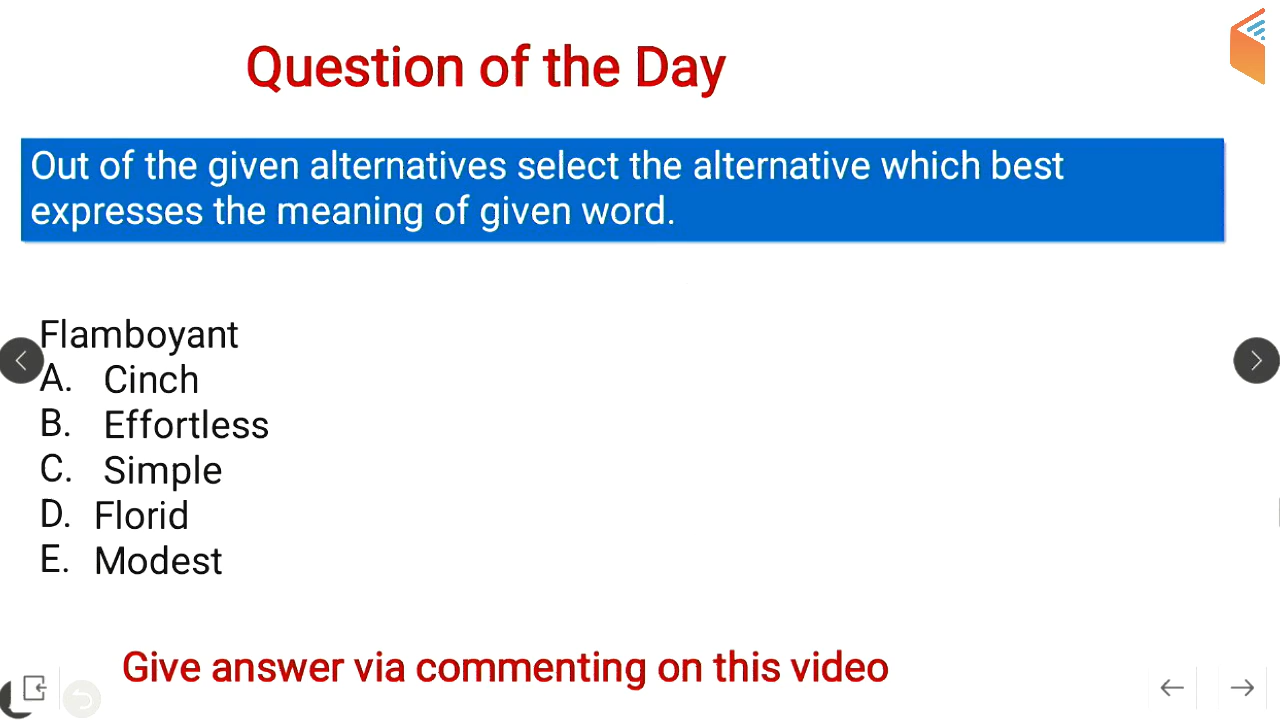 Question of the Day
Out of the given alternatives select the alternative which best
expresses the meaning of given word.
Flamboyant
A. Cinch
B. Effortless
C. Simple
D. Florid
E. Modest
Give answer via commenting on this video